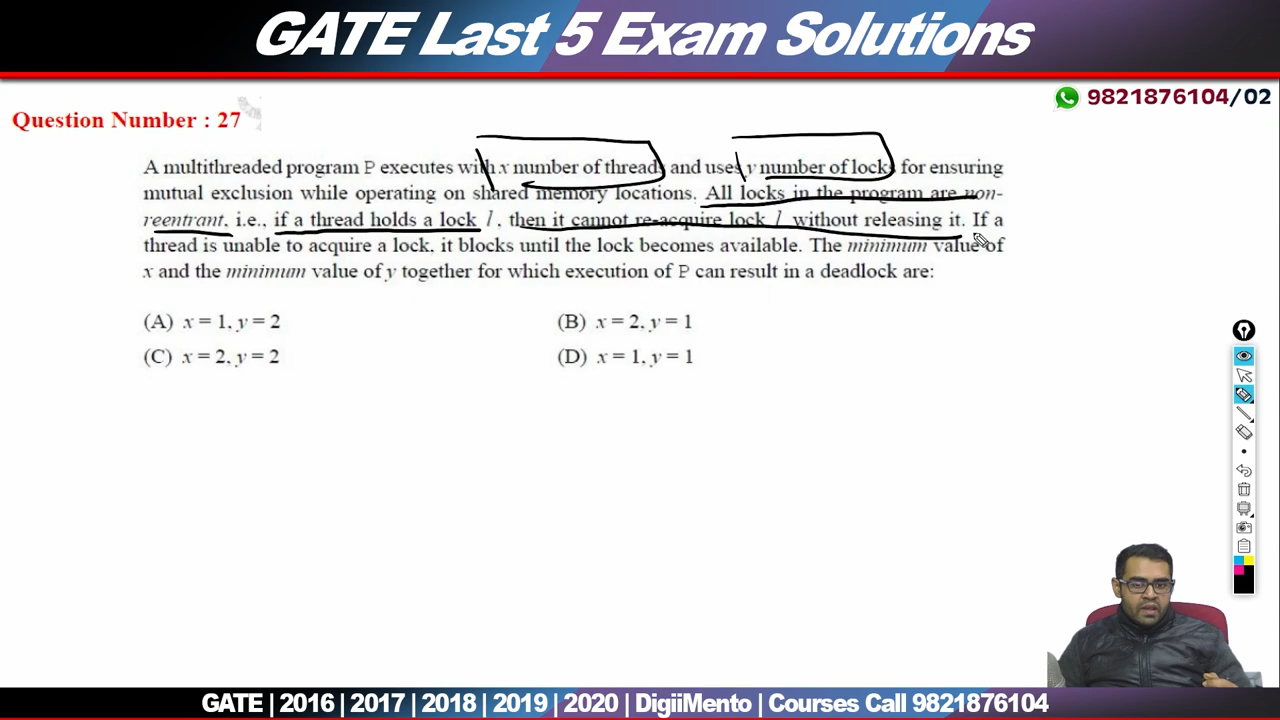 GATE Last 5 Exam Solutions
9821876104/02
Question Number : 27
A multithreaded program P executes with x number of threads and uses y number of locks for ensuring
mutual exclusion while operating on shared memory locations. All locks in the program are non-
reentrant, i.e., if a thread holds a lock l, then it cannot re-acquire lock l without releasing it. If a
thread is unable to acquire a lock, it blocks until the lock becomes available. The minimum value of
x and the minimum value of y together for which execution of P can result in a deadlock are:
(A) x = 1, y = 2
(B) x = 2, y = 1
(C) x = 2, y = 2
(D) x = 1, y = 1
GATE | 2016 | 2017 | 2018 | 2019 | 2020 | DigiiMento | Courses Call 9821876104